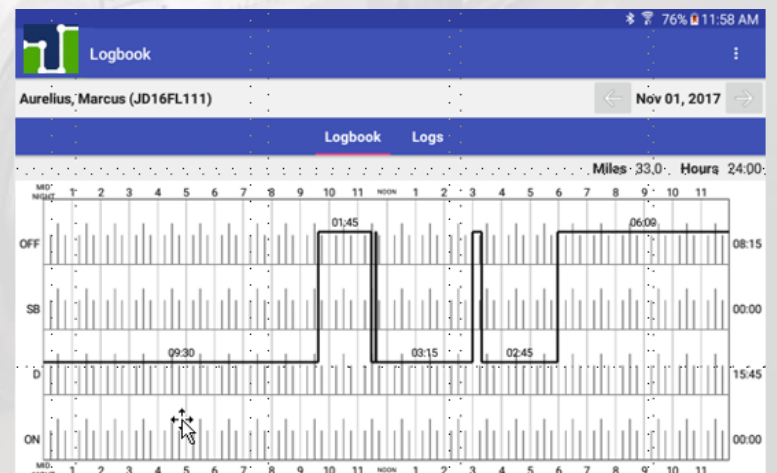 76% 11:58 AM
Logbook
Aurelius, Marcus (JD16FL111)
Nov 01, 2017
Logbook Logs
Miles 33,0 Hours 24:00
MID NIGHT 1 2 3 4 5 6 7 8 9 10 11 NOON 1 2 3 4 5 6 7 8 9 10 11
01:45 06:09
OFF 08:15
SB 00:00
09:30 03:15 02:45
D 15:45
ON 00:00
MID 1 2 3 4 5 6 7 8 9 10 11 NOON 1 2 3 4 5 6 7 8 9 10 11